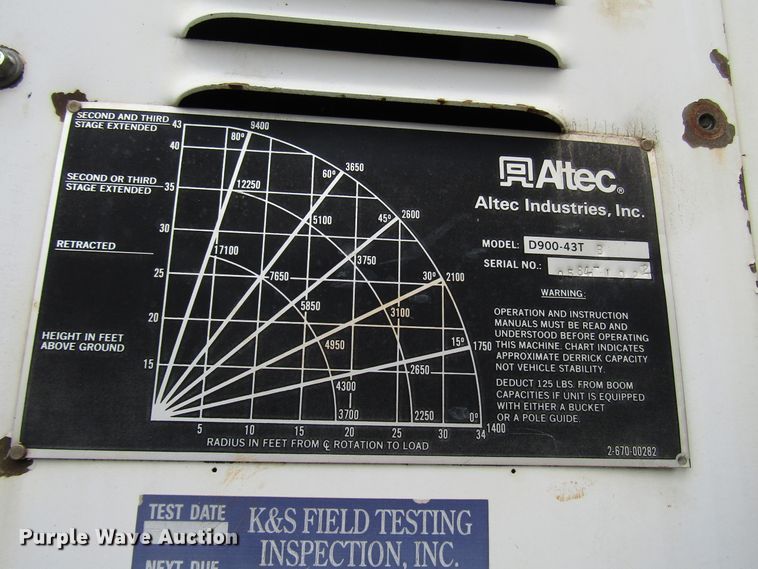 SECOND AND THIRD
STAGE EXTENDED
43
80°
9400
40
60°
3650
SECOND OR THIRD
STAGE EXTENDED
35
12250
5100
45°
2600
RETRACTED
30
17100
3750
25
7650
30°
2100
HEIGHT IN FEET
ABOVE GROUND
20
5850
3100
15
4950
15°
1750
4300
2650
3700
2250
0°
1400
5
10
15
20
25
30
34
RADIUS IN FEET FROM ℄ ROTATION TO LOAD
Altec®
Altec Industries, Inc.
MODEL: D900-43T B
SERIAL NO.:
WARNING:
OPERATION AND INSTRUCTION
MANUALS MUST BE READ AND
UNDERSTOOD BEFORE OPERATING
THIS MACHINE. CHART INDICATES
APPROXIMATE DERRICK CAPACITY
NOT VEHICLE STABILITY.
DEDUCT 125 LBS. FROM BOOM
CAPACITIES IF UNIT IS EQUIPPED
WITH EITHER A BUCKET
OR A POLE GUIDE.
2-670-00282
TEST DATE
K&S FIELD TESTING
INSPECTION, INC.
NEXT DUE
Purple Wave Auction®